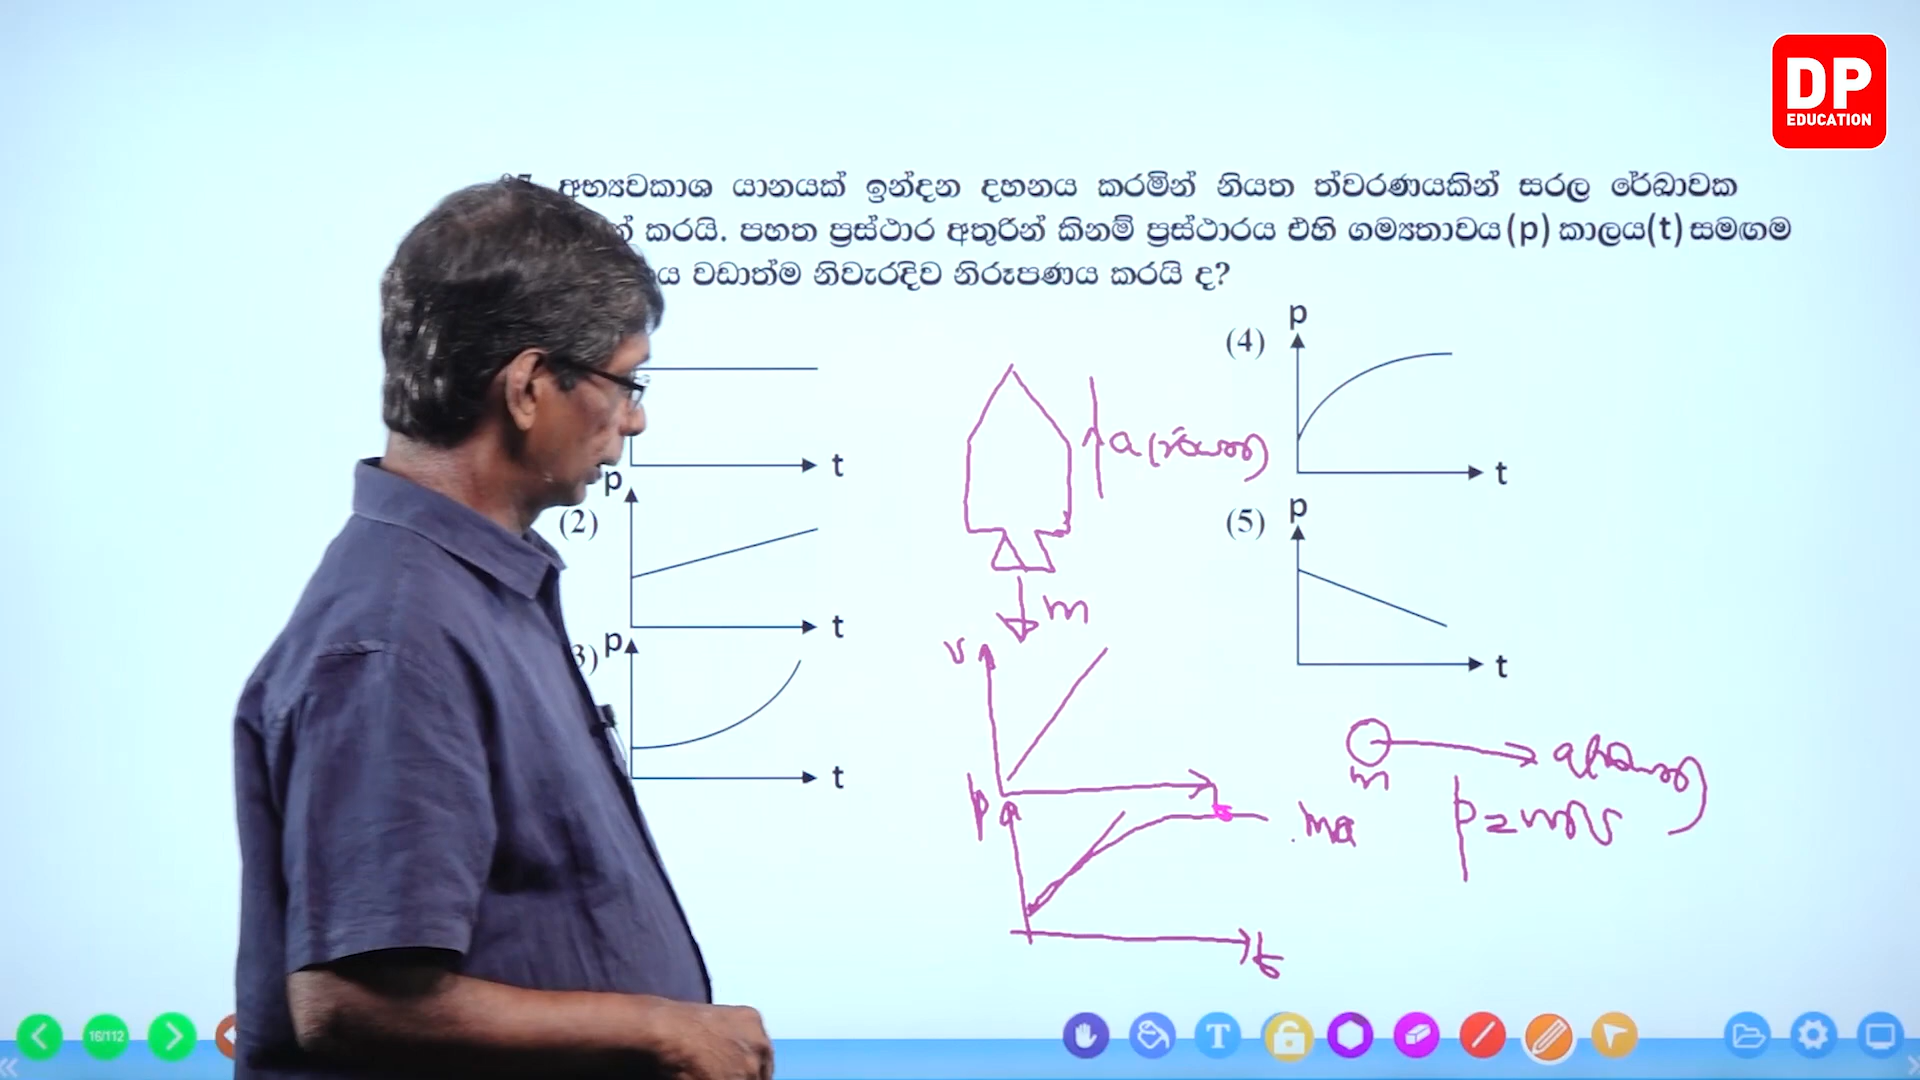 DP
EDUCATION
අභ්‍යවකාශ යානයක් ඉන්දන දහනය කරමින් නියත ත්වරණයකින් සරල රේඛාවක
කරයි. පහත ප්‍රස්ථාර අතුරින් කිනම් ප්‍රස්ථාරය එහි ගම්‍යතාවය (p) කාලය(t) සමඟම
වඩාත්ම නිවැරදිව නිරූපණය කරයි ද?
t
(2) p
t
3) p
t
(4) p
t
(5) p
t
a
m
v
p
t
ma
m
a
p = mv
16/112
T